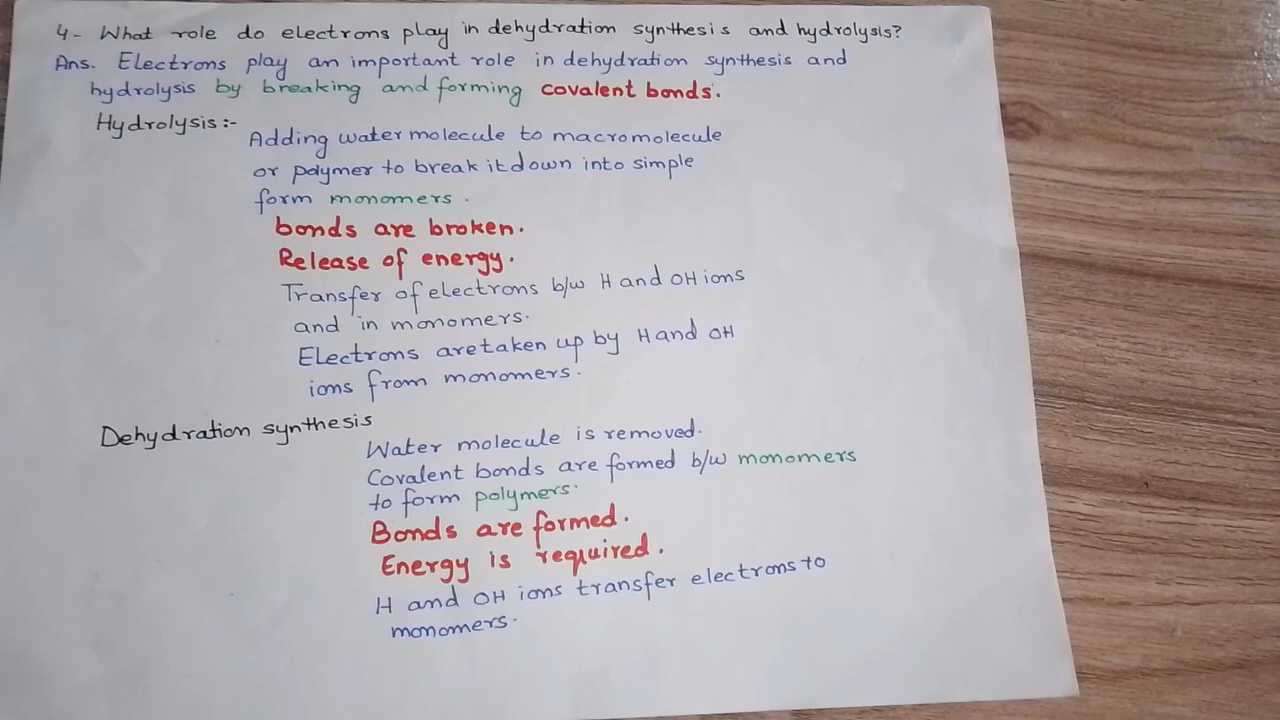 4- What role do electrons play in dehydration synthesis and hydrolysis?
Ans. Electrons play an important role in dehydration synthesis and
hydrolysis by breaking and forming covalent bonds.
Hydrolysis:-
Adding water molecule to macromolecule
or polymer to break it down into simple
form monomers.
bonds are broken.
Release of energy.
Transfer of electrons b/w H and OH ions
and in monomers.
Electrons are taken up by H and OH
ions from monomers.
Dehydration synthesis
Water molecule is removed.
Covalent bonds are formed b/w monomers
to form polymers.
Bonds are formed.
Energy is required.
H and OH ions transfer electrons to
monomers.